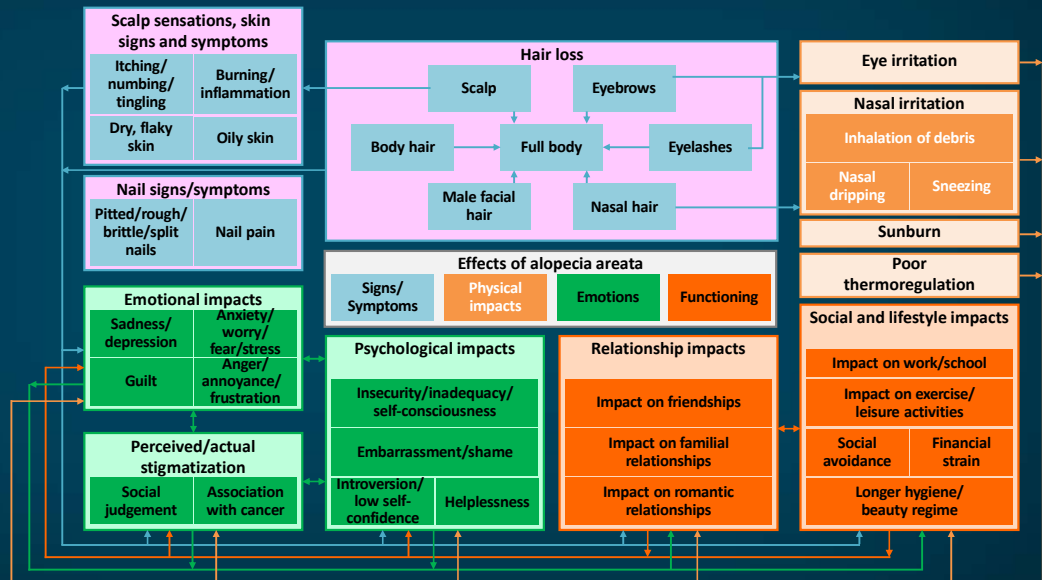 Scalp sensations, skin
signs and symptoms
Itching/
numbing/
tingling
Burning/
inflammation
Dry, flaky
skin
Oily skin
Nail signs/symptoms
Pitted/rough/
brittle/split
nails
Nail pain
Hair loss
Scalp
Eyebrows
Body hair
Full body
Eyelashes
Male facial
hair
Nasal hair
Eye irritation
Nasal irritation
Inhalation of debris
Nasal
dripping
Sneezing
Sunburn
Poor
thermoregulation
Effects of alopecia areata
Signs/
Symptoms
Physical
impacts
Emotions
Functioning
Emotional impacts
Sadness/
depression
Anxiety/
worry/
fear/stress
Guilt
Anger/
annoyance/
frustration
Perceived/actual
stigmatization
Social
judgement
Association
with cancer
Psychological impacts
Insecurity/inadequacy/
self-consciousness
Embarrassment/shame
Introversion/
low self-
confidence
Helplessness
Relationship impacts
Impact on friendships
Impact on familial
relationships
Impact on romantic
relationships
Social and lifestyle impacts
Impact on work/school
Impact on exercise/
leisure activities
Social
avoidance
Financial
strain
Longer hygiene/
beauty regime